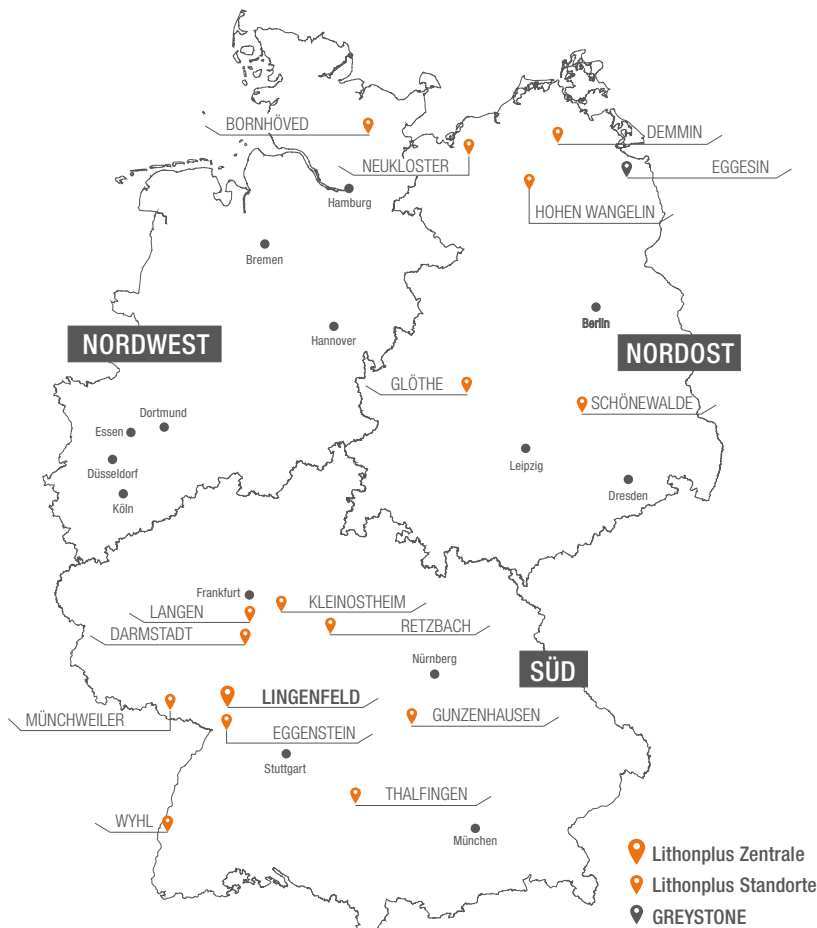 BORNHÖVED
DEMMIN
NEUKLOSTER
EGGESIN
Hamburg
HOHEN WANGELIN
Bremen
Berlin
Hannover
NORDWEST
NORDOST
GLÖTHE
SCHÖNEWALDE
Dortmund
Essen
Düsseldorf
Leipzig
Köln
Dresden
Frankfurt
KLEINOSTHEIM
LANGEN
RETZBACH
DARMSTADT
Nürnberg
SÜD
LINGENFELD
MÜNCHWEILER
GUNZENHAUSEN
EGGENSTEIN
Stuttgart
THALFINGEN
WYHL
München
Lithonplus Zentrale
Lithonplus Standorte
GREYSTONE